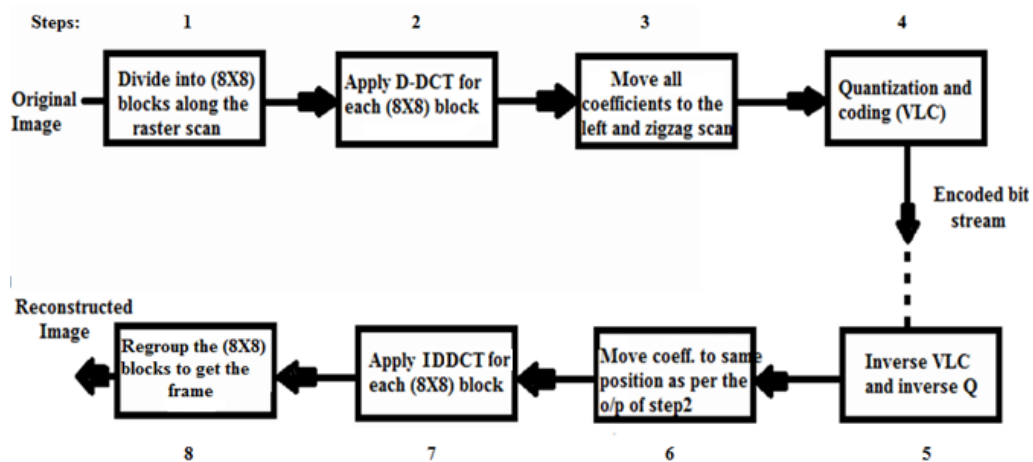 Steps:
1
2
3
4
Original
Image
Divide into (8X8)
blocks along the
raster scan
Apply D-DCT for
each (8X8) block
Move all
coefficients to the
left and zigzag scan
Quantization and
coding (VLC)
Encoded bit
stream
Reconstructed
Image
Regroup the (8X8)
blocks to get the
frame
Apply IDDCT for
each (8X8) block
Move coeff. to same
position as per the
o/p of step2
Inverse VLC
and inverse Q
8
7
6
5